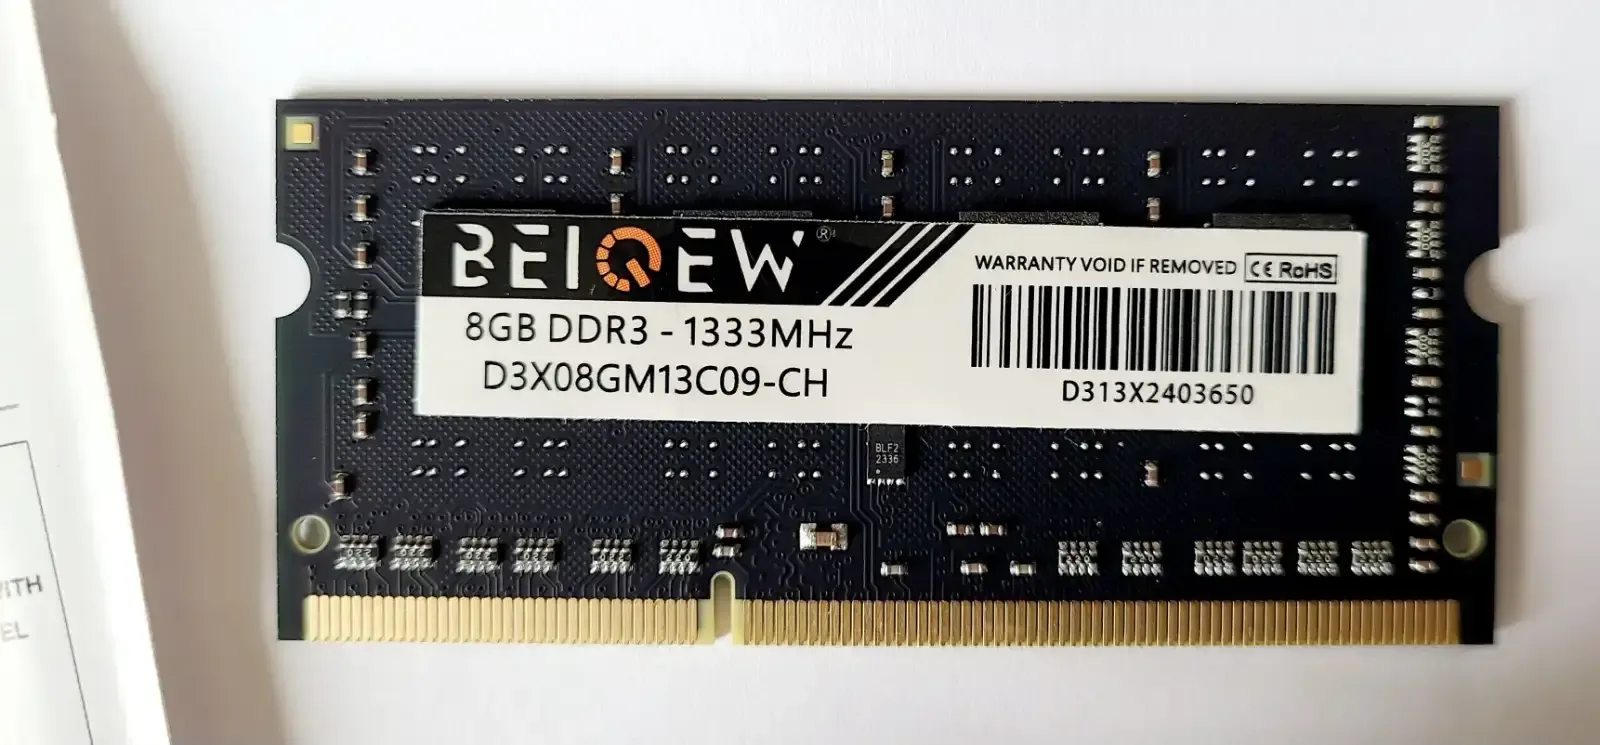 BEIQEW ®
8GB DDR3 - 1333MHz
D3X08GM13C09-CH
WARRANTY VOID IF REMOVED CE RoHS
D313X2403650
BLF2
2336